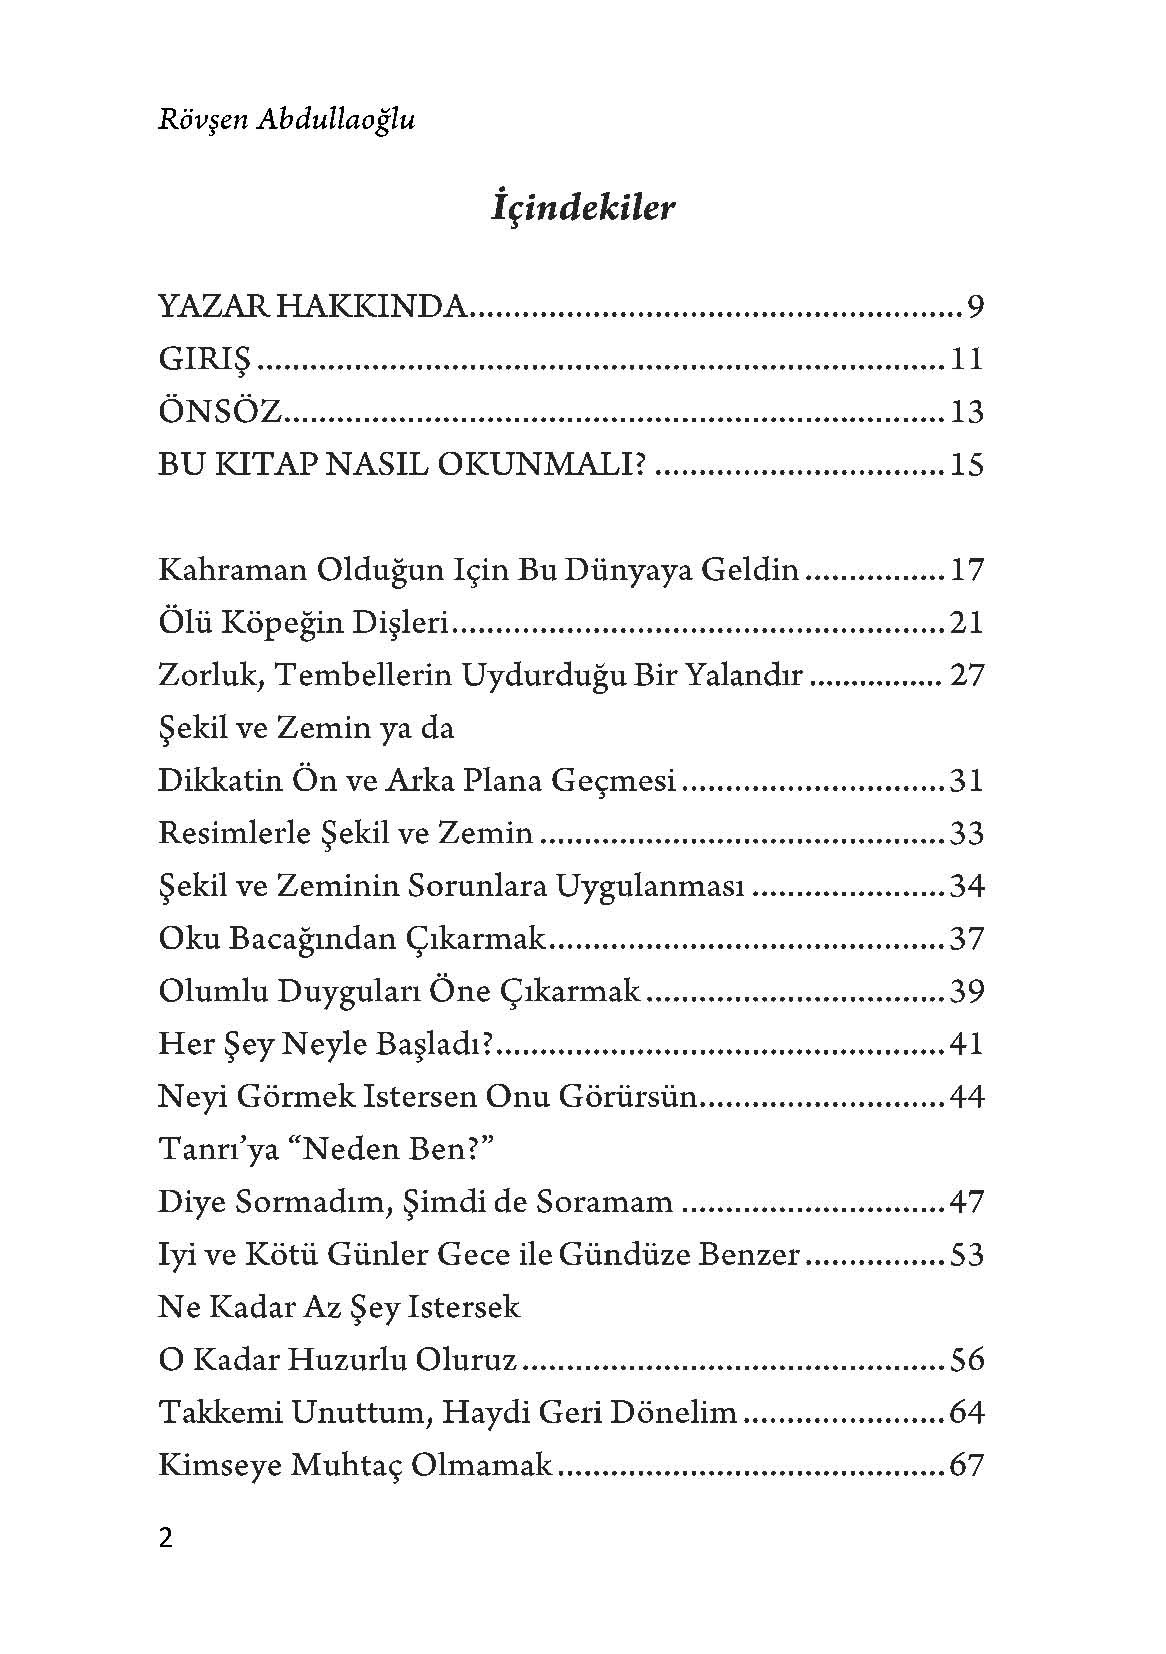 Rövşen Abdullaoğlu
İçindekiler
YAZAR HAKKINDA........................................................9
GIRIŞ..............................................................................11
ÖNSÖZ...........................................................................13
BU KITAP NASIL OKUNMALI? .................................15
Kahraman Olduğun Için Bu Dünyaya Geldin................17
Ölü Köpeğin Dişleri........................................................21
Zorluk, Tembellerin Uydurduğu Bir Yalandır................ 27
Şekil ve Zemin ya da
Dikkatin Ön ve Arka Plana Geçmesi..............................31
Resimlerle Şekil ve Zemin..............................................33
Şekil ve Zeminin Sorunlara Uygulanması......................34
Oku Bacağından Çıkarmak.............................................37
Olumlu Duyguları Öne Çıkarmak..................................39
Her Şey Neyle Başladı?...................................................41
Neyi Görmek Istersen Onu Görürsün............................44
Tanrı’ya “Neden Ben?”
Diye Sormadım, Şimdi de Soramam ..............................47
Iyi ve Kötü Günler Gece ile Gündüze Benzer................53
Ne Kadar Az Şey Istersek
O Kadar Huzurlu Oluruz................................................56
Takkemi Unuttum, Haydi Geri Dönelim.......................64
Kimseye Muhtaç Olmamak............................................67
2